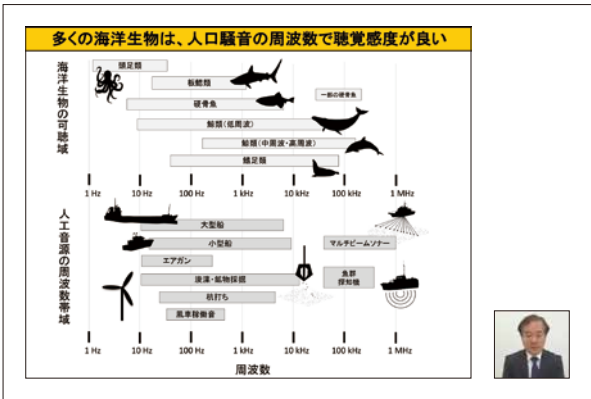 多くの海洋生物は、人口騒音の周波数で聴覚感度が良い
海洋生物の可聴域
頭足類
板鰓類
一部の硬骨魚
硬骨魚
鯨類(低周波)
鯨類(中周波・高周波)
鰭足類
1 Hz 10 Hz 100 Hz 1 kHz 10 kHz 100 kHz 1 MHz
人工音源の周波数帯域
大型船
小型船 マルチビームソナー
エアガン
浚渫・鉱物採掘 魚群
探知機
杭打ち
風車稼働音
1 Hz 10 Hz 100 Hz 1 kHz 10 kHz 100 kHz 1 MHz
周波数